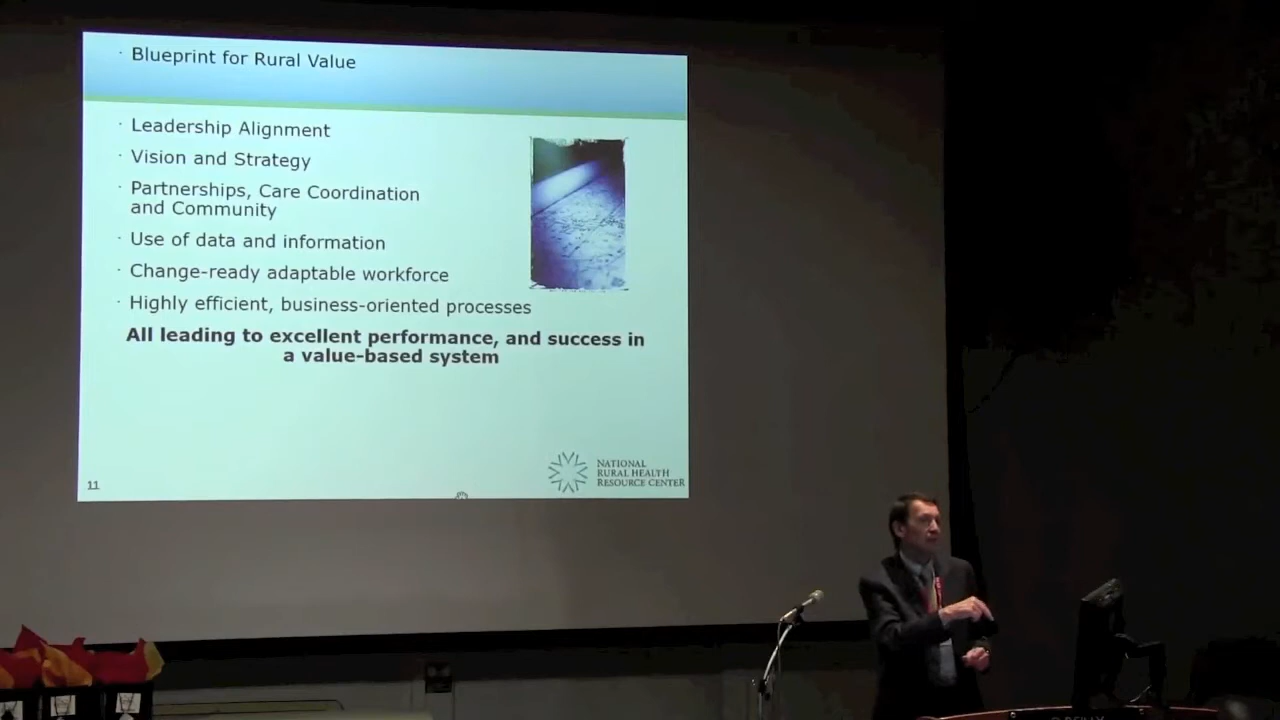 · Blueprint for Rural Value
· Leadership Alignment
· Vision and Strategy
· Partnerships, Care Coordination
and Community
· Use of data and information
· Change-ready adaptable workforce
· Highly efficient, business-oriented processes
All leading to excellent performance, and success in
a value-based system
NATIONAL
RURAL HEALTH
RESOURCE CENTER
11